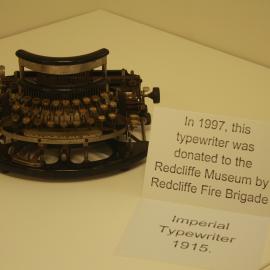 In 1997, this
typewriter was
donated to the
Redcliffe Museum by
Redcliffe Fire Brigade
Imperial
Typewriter
1915.